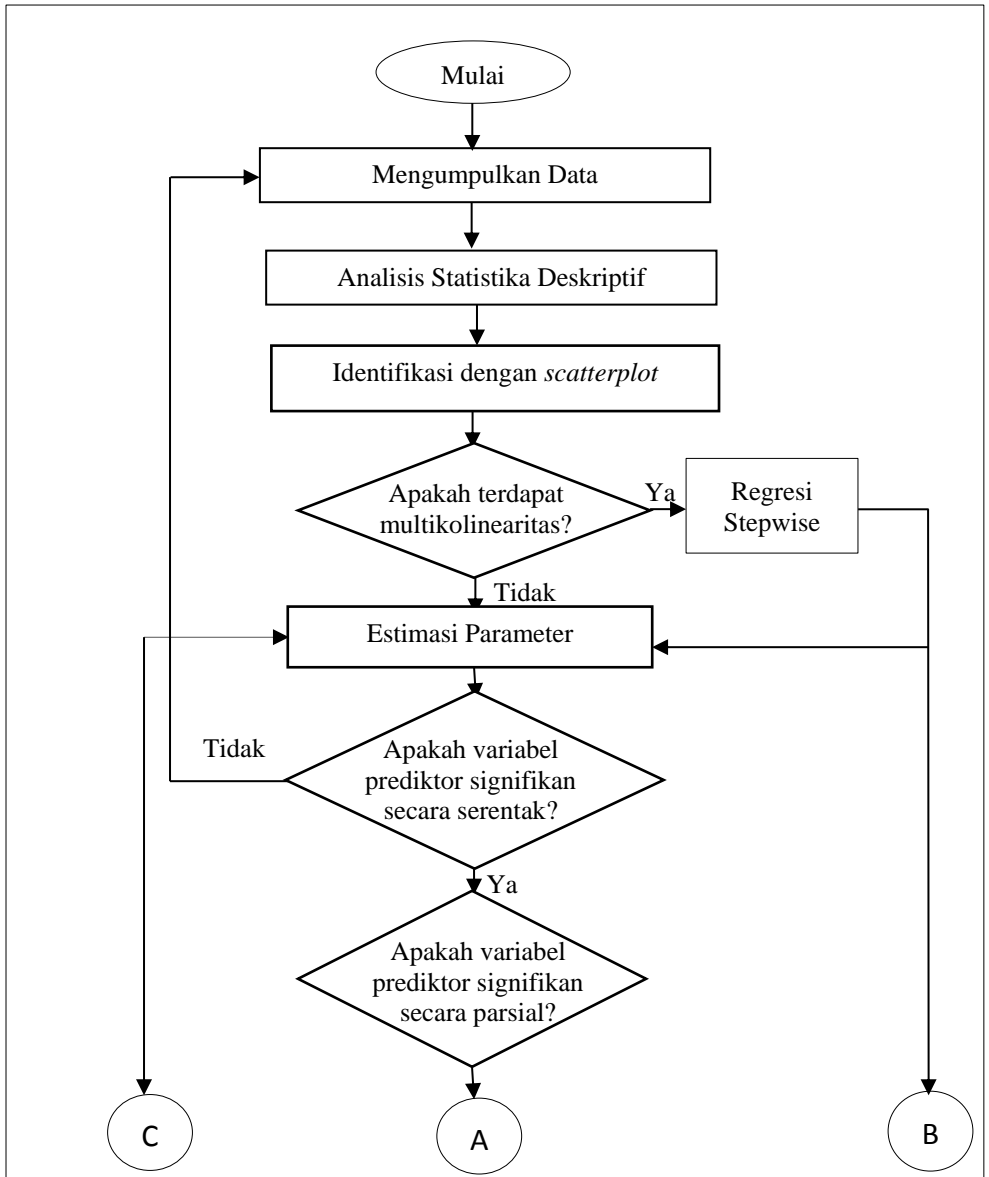 Mulai
Mengumpulkan Data
Analisis Statistika Deskriptif
Identifikasi dengan scatterplot
Apakah terdapat
multikolinearitas?
Ya
Regresi
Stepwise
Tidak
Estimasi Parameter
Tidak
Apakah variabel
prediktor signifikan
secara serentak?
Ya
Apakah variabel
prediktor signifikan
secara parsial?
C
A
B